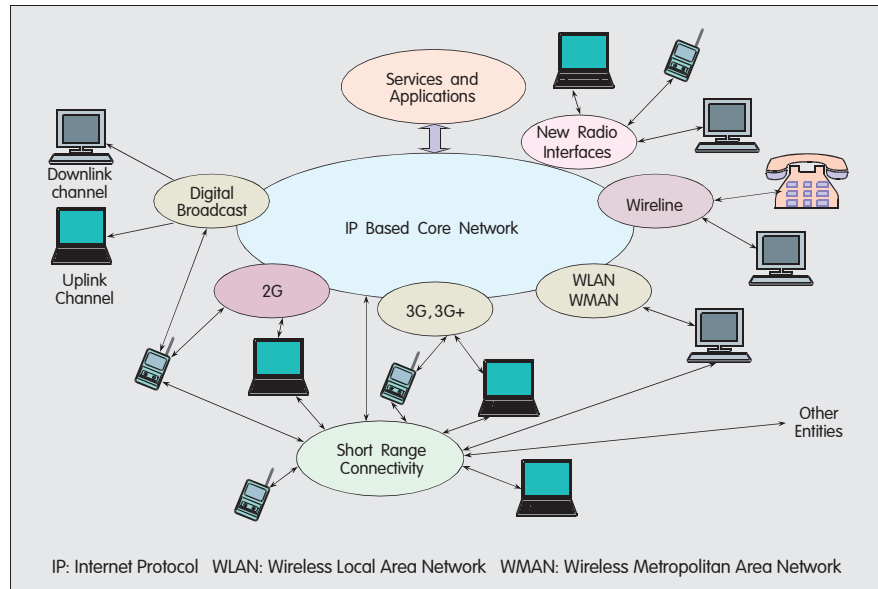 Services and
Applications
New Radio
Interfaces
Downlink
channel
Digital
Broadcast
Wireline
IP Based Core Network
Uplink
Channel
2G
3G,3G+
WLAN
WMAN
Short Range
Connectivity
Other
Entities
IP: Internet Protocol WLAN: Wireless Local Area Network WMAN: Wireless Metropolitan Area Network